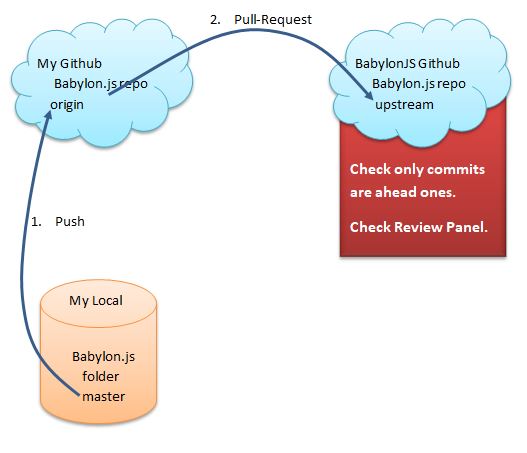 2. Pull-Request
My Github
Babylon.js repo
origin
BabylonJS Github
Babylon.js repo
upstream
Check only commits
are ahead ones.
Check Review Panel.
1. Push
My Local
Babylon.js
folder
master